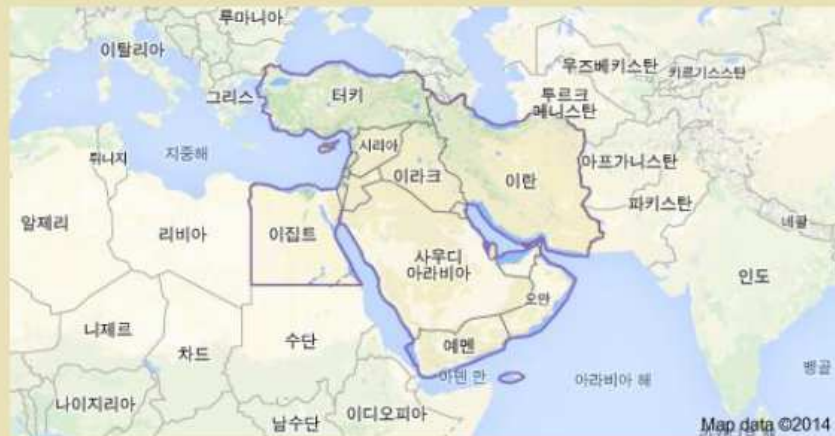 루마니아
이탈리아
우즈베키스탄
키르기스스탄
그리스
터키
투르크
메니스탄
튀니지
지중해
시리아
이라크
이란
아프가니스탄
파키스탄
네팔
알제리
리비아
이집트
사우디
아라비아
인도
오만
니제르
차드
수단
예멘
아덴 만
아라비아 해
벵골
나이지리아
남수단
이디오피아
Map data ©2014